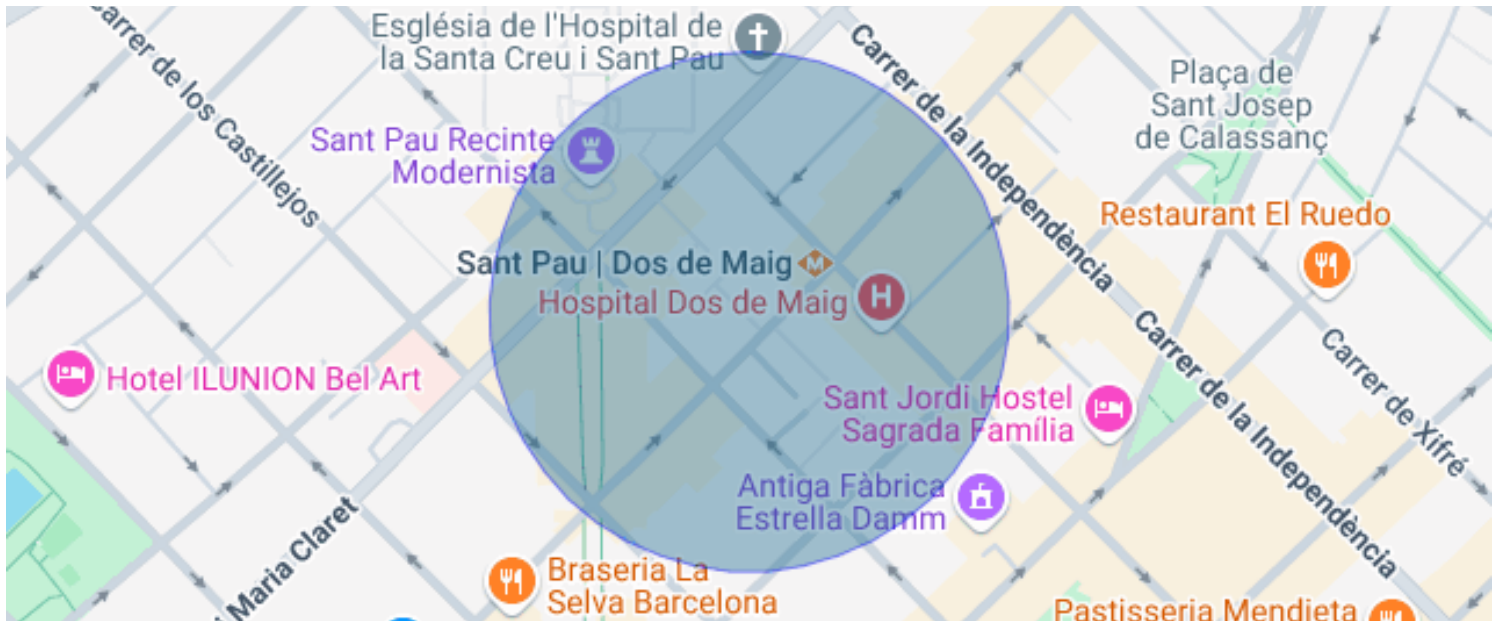 Església de l'Hospital de
la Santa Creu i Sant Pau
Carrer de los Castillejos
Carrer de la Independència
Plaça de
Sant Josep
de Calassanç
Sant Pau Recinte
Modernista
Restaurant El Ruedo
Sant Pau | Dos de Maig M
Hospital Dos de Maig H
Hotel ILUNION Bel Art
Carrer de la Independència
Carrer de Xifré
Sant Jordi Hostel
Sagrada Família
Antiga Fàbrica
Estrella Damm
i Maria Claret
Braseria La
Selva Barcelona
Pastisseria Mendieta